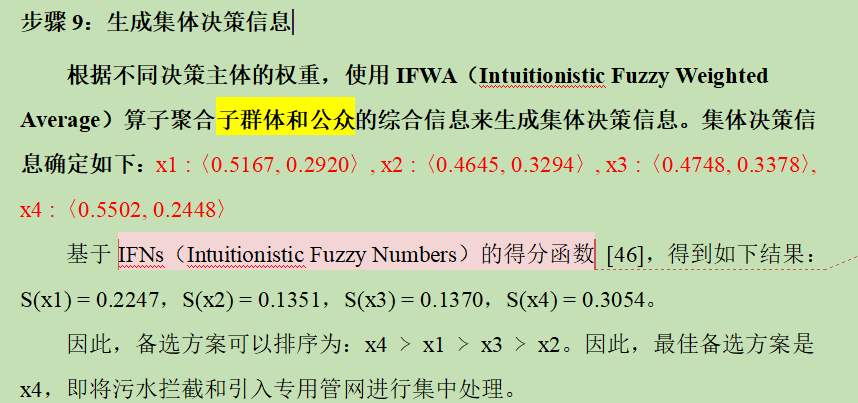 步骤 9：生成集体决策信息
根据不同决策主体的权重，使用 IFWA（Intuitionistic Fuzzy Weighted
Average）算子聚合子群体和公众的综合信息来生成集体决策信息。集体决策信
息确定如下：x1 :〈0.5167, 0.2920〉, x2 :〈0.4645, 0.3294〉, x3 :〈0.4748, 0.3378〉,
x4 :〈0.5502, 0.2448〉
基于 IFNs（Intuitionistic Fuzzy Numbers）的得分函数 [46]，得到如下结果：
S(x1) = 0.2247，S(x2) = 0.1351，S(x3) = 0.1370，S(x4) = 0.3054。
因此，备选方案可以排序为：x4 > x1 > x3 > x2。因此，最佳备选方案是
x4，即将污水拦截和引入专用管网进行集中处理。